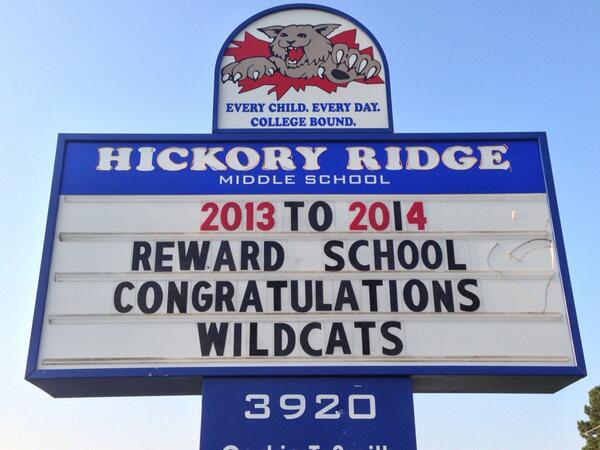 EVERY CHILD. EVERY DAY.
COLLEGE BOUND.
HICKORY RIDGE
MIDDLE SCHOOL
2013 TO 2014
REWARD SCHOOL
CONGRATULATIONS
WILDCATS
3920